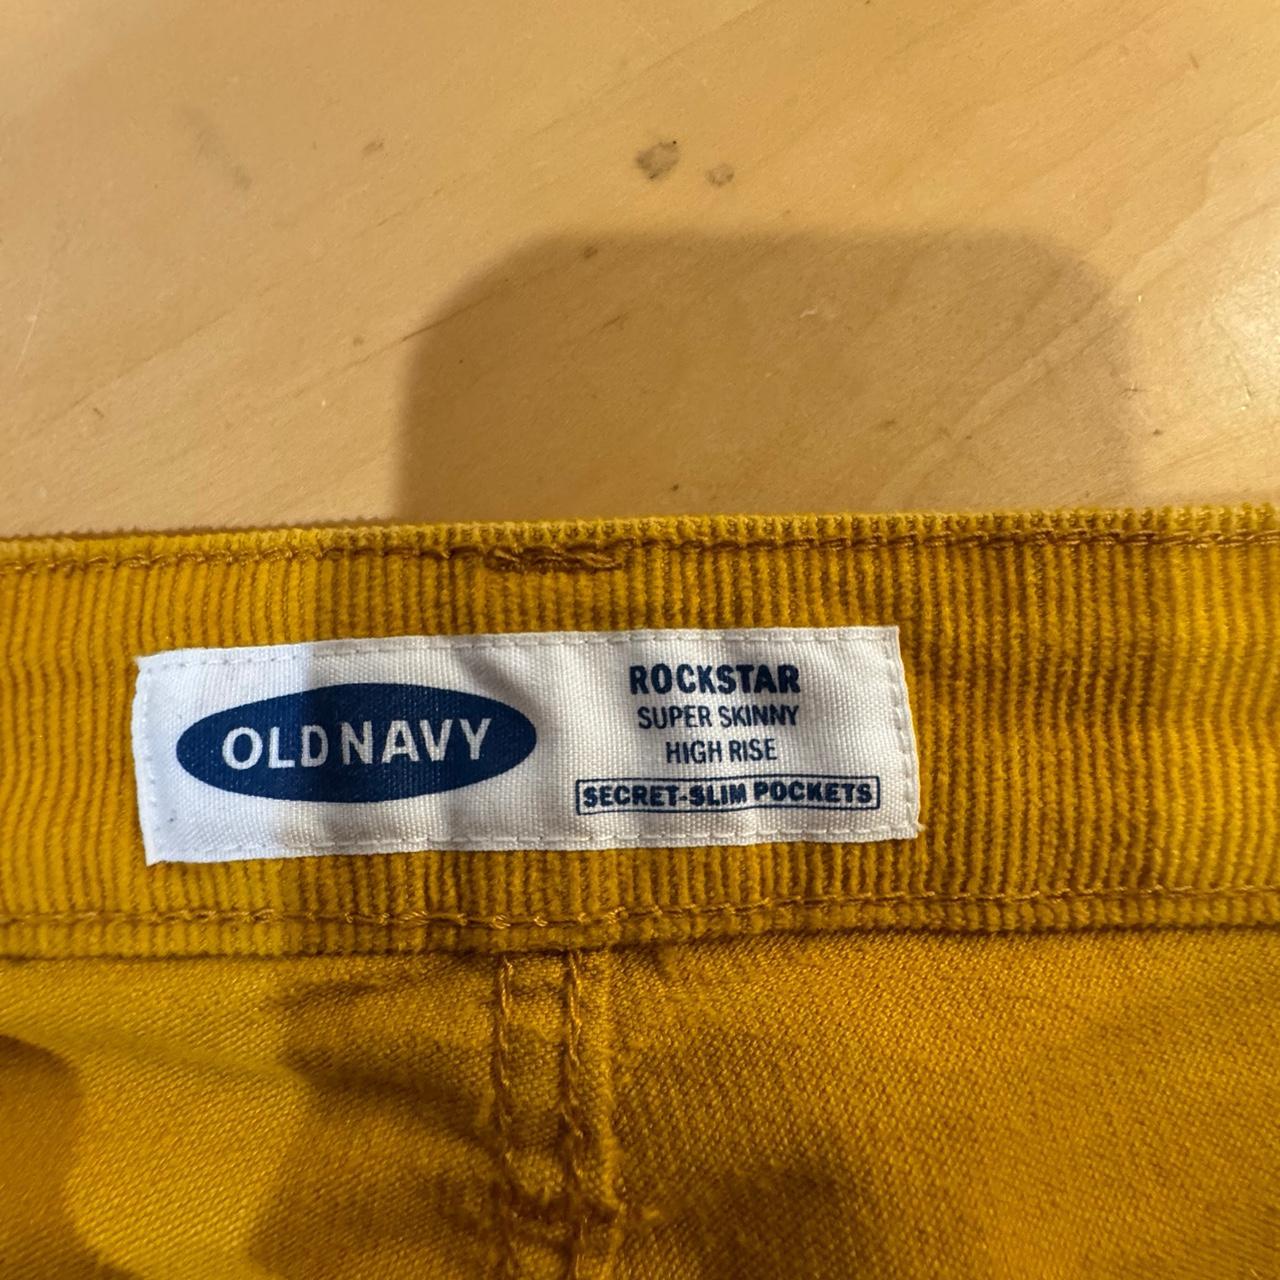 OLD NAVY
ROCKSTAR
SUPER SKINNY
HIGH RISE
SECRET-SLIM POCKETS